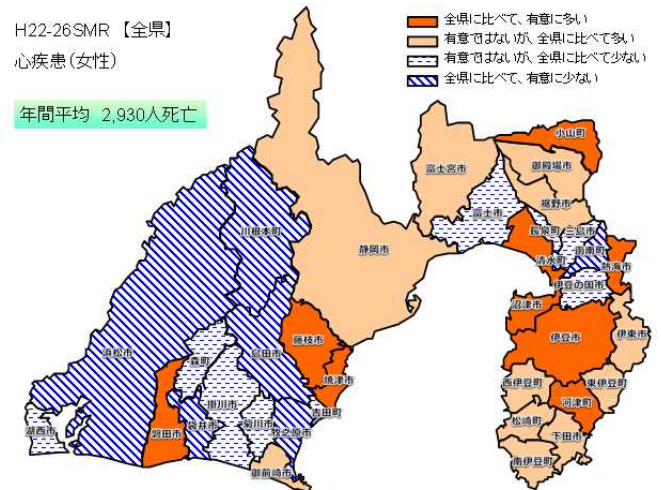 H22-26SMR 【全県】
心疾患(女性)
年間平均 2,930人死亡
全県に比べて、有意に多い
有意ではないが、全県に比べて多い
有意ではないが、全県に比べて少ない
全県に比べて、有意に少ない
小山町
御殿場市
富士宮市
裾野市
富士市
長泉町
三島市
函南町
清水町
熱海市
伊豆の国市
沼津市
伊豆市
伊東市
西伊豆町
東伊豆町
河津町
松崎町
下田市
南伊豆町
川根本町
静岡市
藤枝市
焼津市
島田市
浜松市
森町
掛川市
吉田町
湖西市
磐田市
袋井市
菊川市
牧之原市
御前崎市